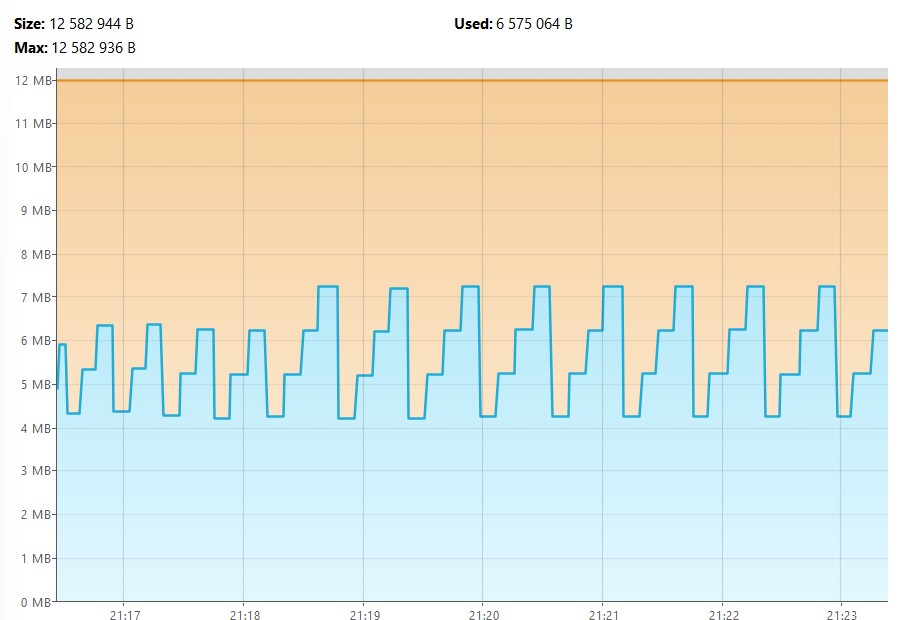 Size: 12 582 944 B
Used: 6 575 064 B
Max: 12 582 936 B
12 MB
11 MB
10 MB
9 MB
8 MB
7 MB
6 MB
5 MB
4 MB
3 MB
2 MB
1 MB
0 MB
21:17 21:18 21:19 21:20 21:21 21:22 21:23